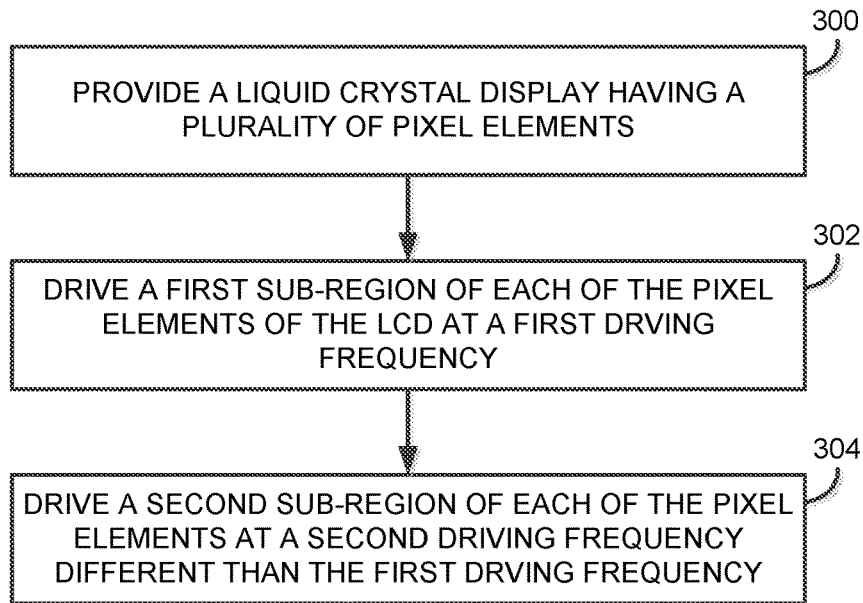 300
PROVIDE A LIQUID CRYSTAL DISPLAY HAVING A
PLURALITY OF PIXEL ELEMENTS
302
DRIVE A FIRST SUB-REGION OF EACH OF THE PIXEL
ELEMENTS OF THE LCD AT A FIRST DRVING
FREQUENCY
304
DRIVE A SECOND SUB-REGION OF EACH OF THE PIXEL
ELEMENTS AT A SECOND DRIVING FREQUENCY
DIFFERENT THAN THE FIRST DRVING FREQUENCY